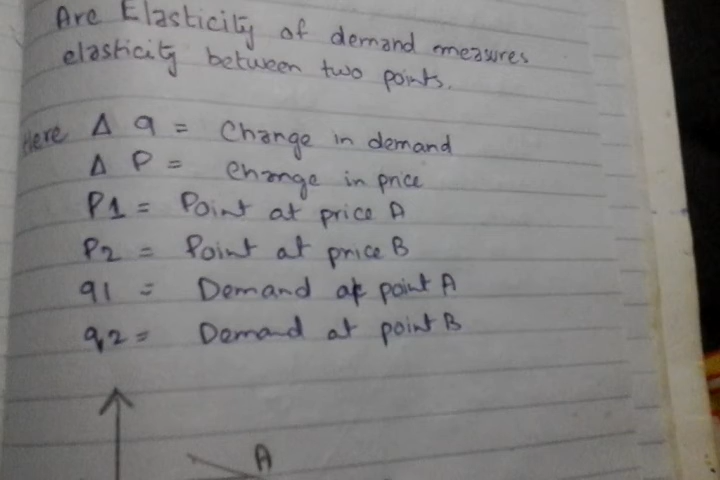 Arc Elasticity of demand measures
elasticity between two points.
Here Δ q = Change in demand
Δ P = Change in price
P1 = Point at price A
P2 = Point at price B
q1 = Demand at point A
q2 = Demand at point B
A